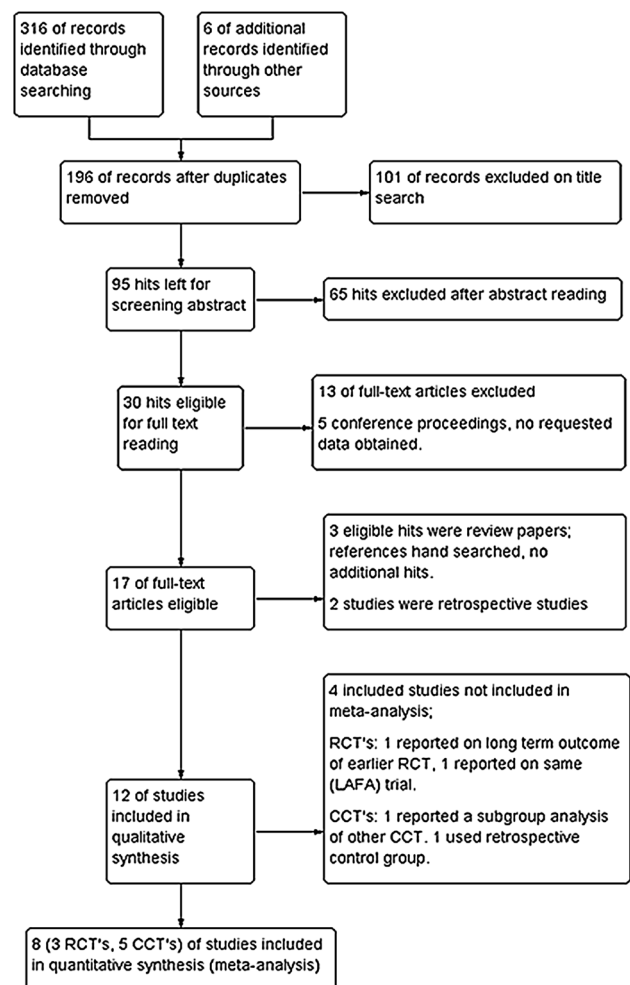 316 of records
identified through
database
searching
6 of additional
records identified
through other
sources
196 of records after duplicates
removed
101 of records excluded on title
search
95 hits left for
screening abstract
65 hits excluded after abstract reading
30 hits eligible
for full text
reading
13 of full-text articles excluded
5 conference proceedings, no requested
data obtained.
17 of full-text
articles eligible
3 eligible hits were review papers;
references hand searched, no
additional hits.
2 studies were retrospective studies
12 of studies
included in
qualitative
synthesis
4 included studies not included in
meta-analysis;
RCT's: 1 reported on long term outcome
of earlier RCT, 1 reported on same
(LAFA) trial.
CCT's: 1 reported a subgroup analysis
of other CCT. 1 used retrospective
control group.
8 (3 RCT's, 5 CCT's) of studies included
in quantitative synthesis (meta-analysis)